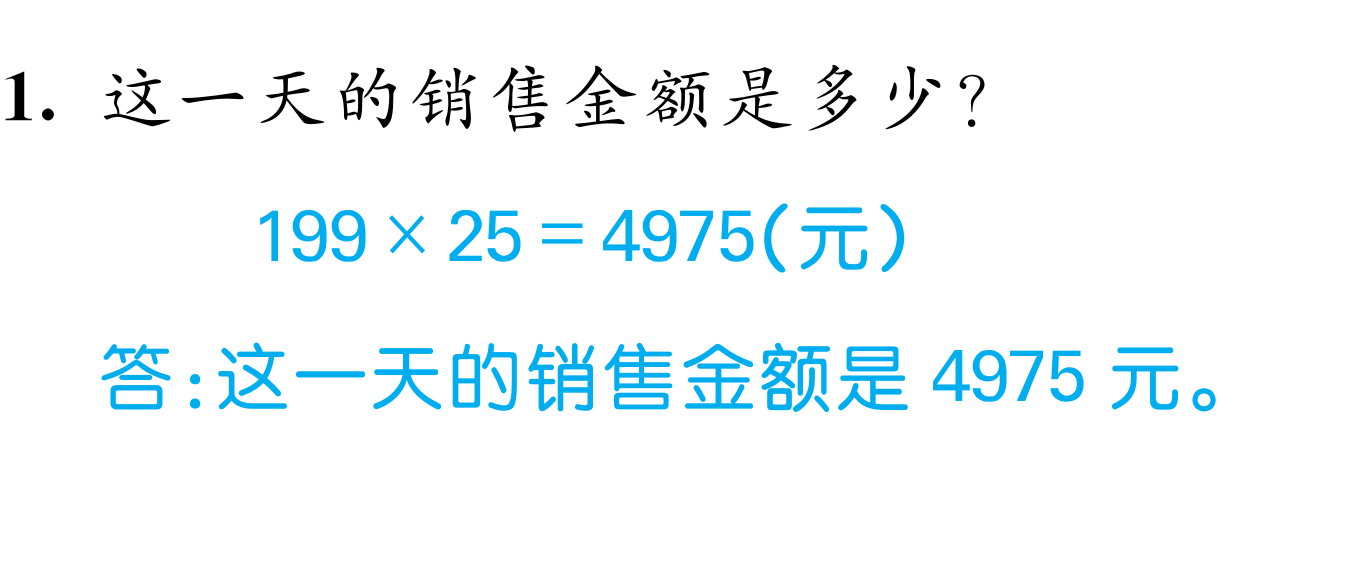 1. 这一天的销售金额是多少?
199 × 25 = 4975(元)
答:这一天的销售金额是 4975 元。